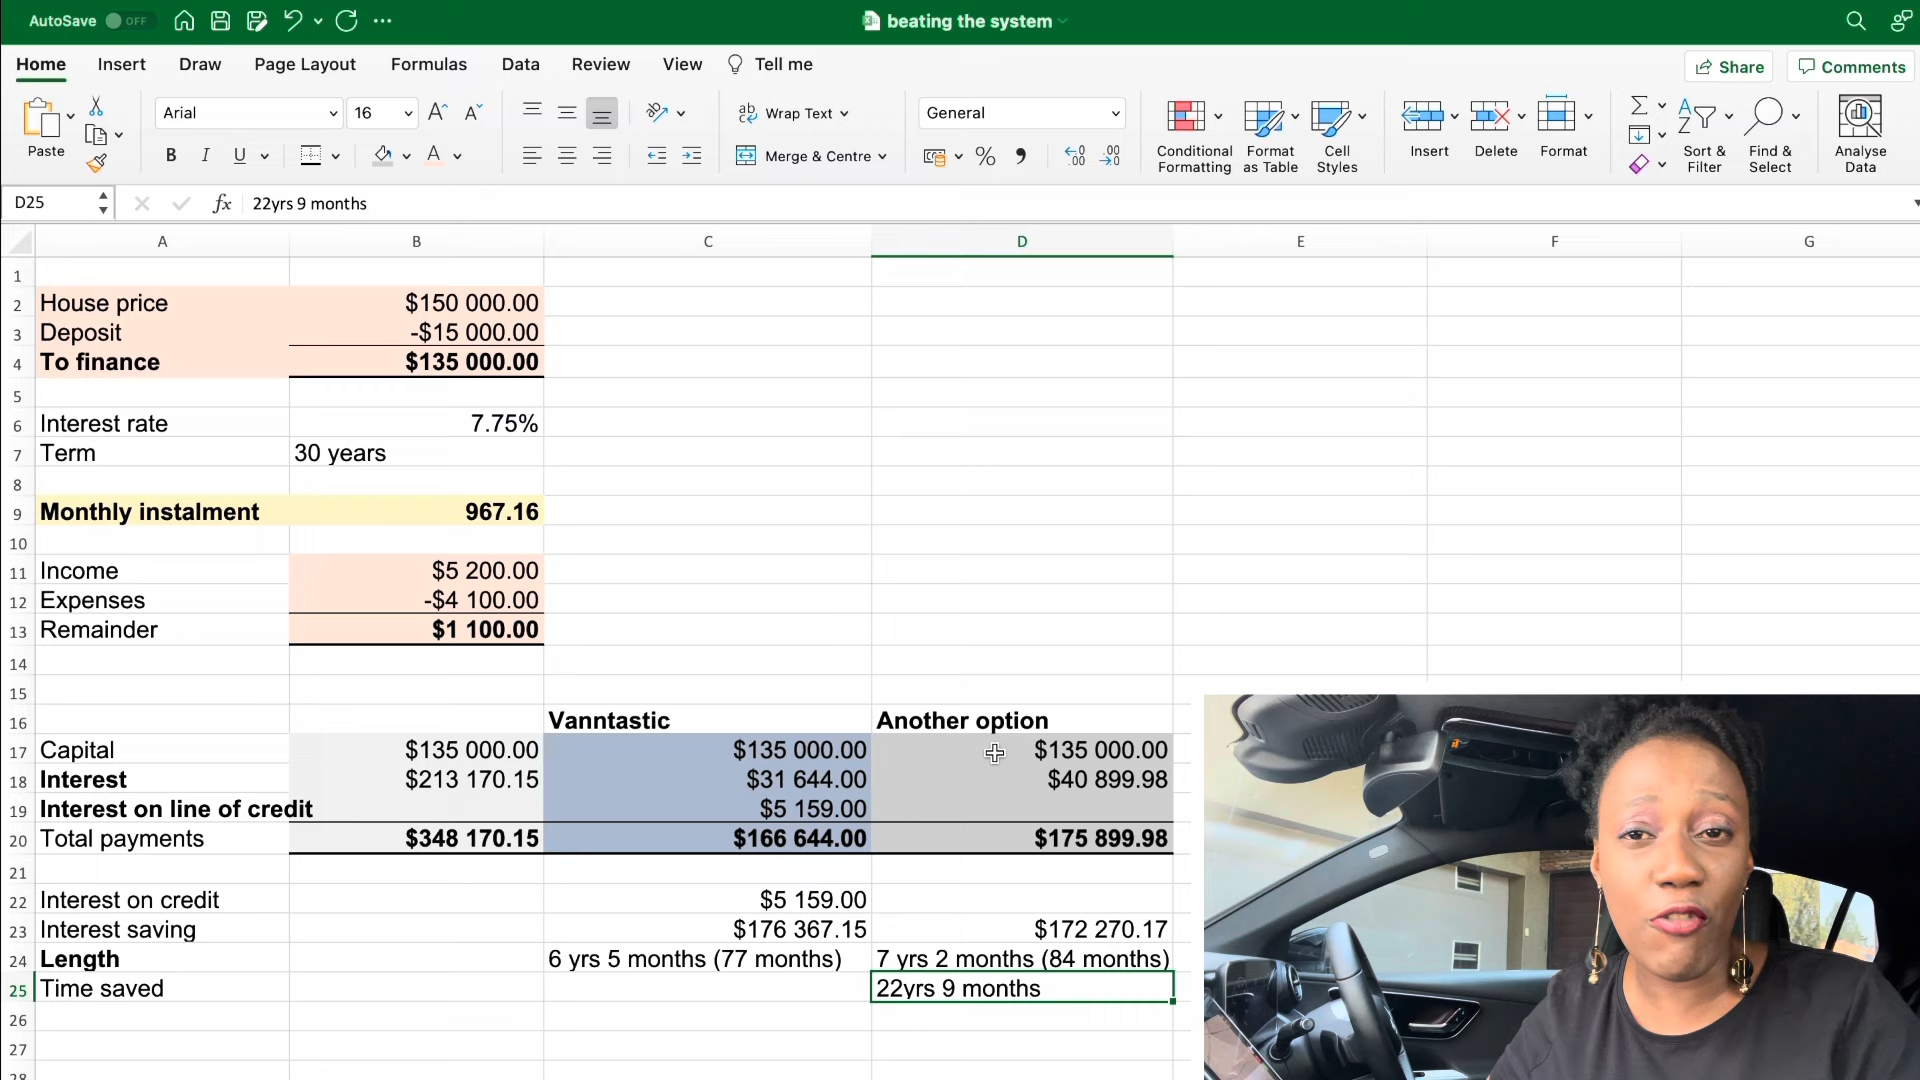 AutoSave OFF
beating the system
Home Insert Draw Page Layout Formulas Data Review View Tell me
Share Comments
Paste
Arial 16
B I U
Wrap Text
Merge & Centre
General
Conditional Formatting
Format as Table
Cell Styles
Insert
Delete
Format
Sort & Filter
Find & Select
Analyse Data
D25 fx 22yrs 9 months
A B C D E F G
1
2 House price $150 000.00
3 Deposit -$15 000.00
4 To finance $135 000.00
5
6 Interest rate 7.75%
7 Term 30 years
8
9 Monthly instalment 967.16
10
11 Income $5 200.00
12 Expenses -$4 100.00
13 Remainder $1 100.00
14
15
16 Vanntastic Another option
17 Capital $135 000.00 $135 000.00 $135 000.00
18 Interest $213 170.15 $31 644.00 $40 899.98
19 Interest on line of credit $5 159.00
20 Total payments $348 170.15 $166 644.00 $175 899.98
21
22 Interest on credit $5 159.00
23 Interest saving $176 367.15 $172 270.17
24 Length 6 yrs 5 months (77 months) 7 yrs 2 months (84 months)
25 Time saved 22yrs 9 months
26
27
28